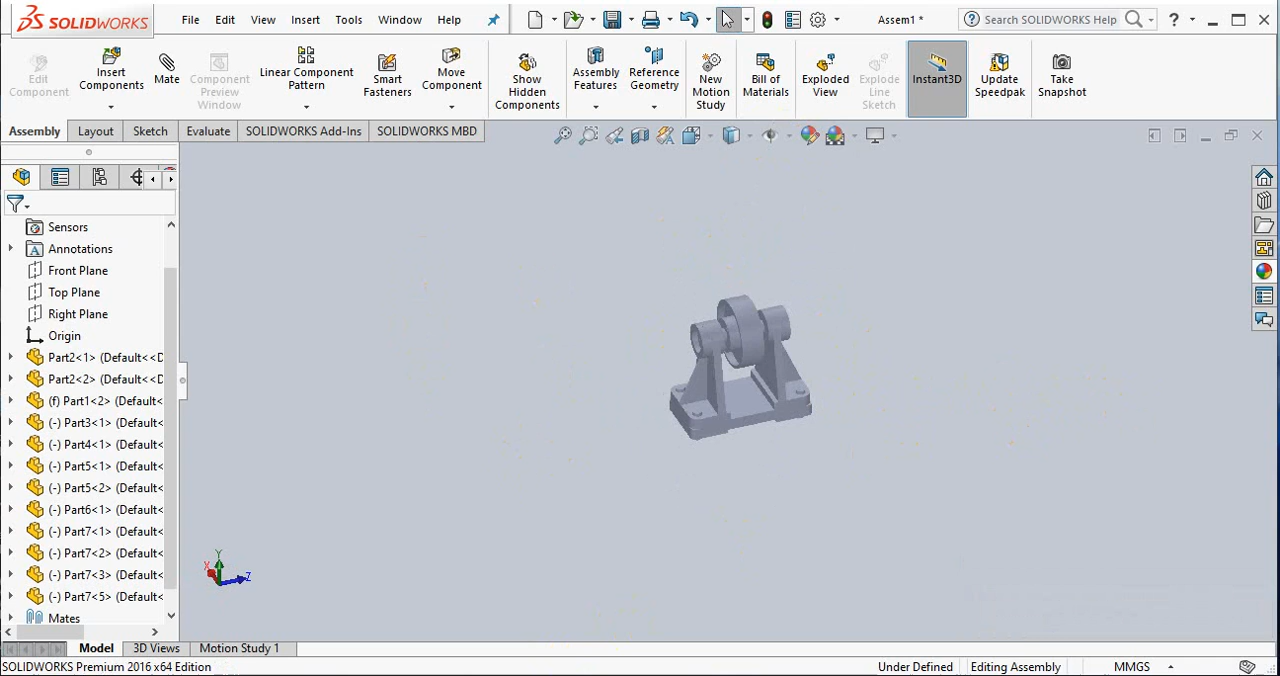 SOLIDWORKS File Edit View Insert Tools Window Help Assem1 * Search SOLIDWORKS Help ?
Edit Component
Insert Components
Mate
Component Preview Window
Linear Component Pattern
Smart Fasteners
Move Component
Show Hidden Components
Assembly Features
Reference Geometry
New Motion Study
Bill of Materials
Exploded View
Explode Line Sketch
Instant3D
Update Speedpak
Take Snapshot
Assembly Layout Sketch Evaluate SOLIDWORKS Add-Ins SOLIDWORKS MBD
Sensors
Annotations
Front Plane
Top Plane
Right Plane
Origin
Part2<1> (Default<<D
Part2<2> (Default<<D
(f) Part1<2> (Default<
(-) Part3<1> (Default<
(-) Part4<1> (Default<
(-) Part5<1> (Default<
(-) Part5<2> (Default<
(-) Part6<1> (Default<
(-) Part7<1> (Default<
(-) Part7<2> (Default<
(-) Part7<3> (Default<
(-) Part7<5> (Default<
Mates
Y
X
Z
Model 3D Views Motion Study 1
SOLIDWORKS Premium 2016 x64 Edition Under Defined Editing Assembly MMGS